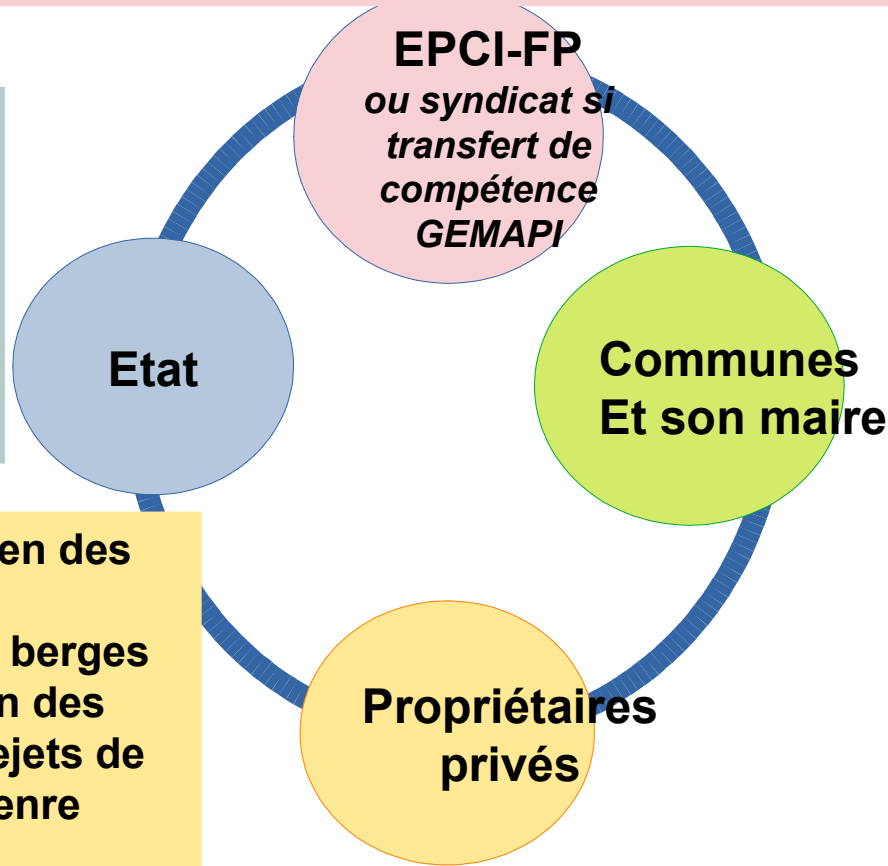 EPCI-FP
ou syndicat si
transfert de
compétence
GEMAPI
Etat
Communes
Et son maire
en des
berges
n des
ejets de
enre
Propriétaires
privés